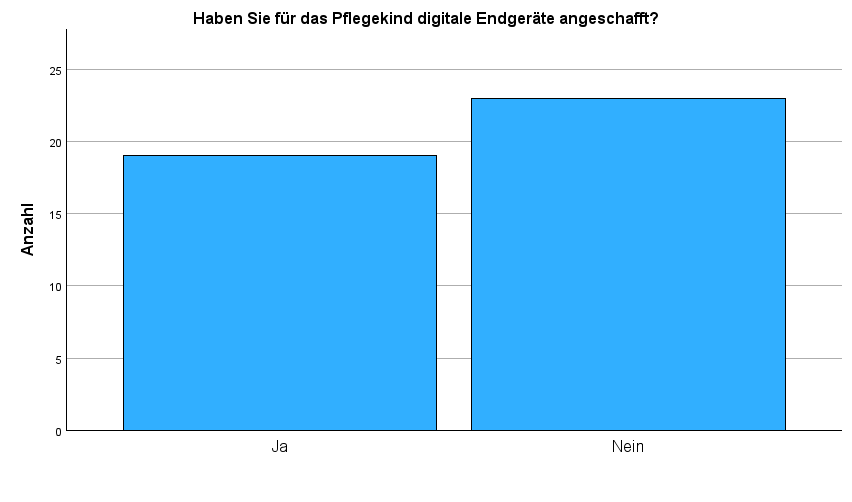 Haben Sie für das Pflegekind digitale Endgeräte angeschafft?
Anzahl
25
20
15
10
5
0
Ja
Nein